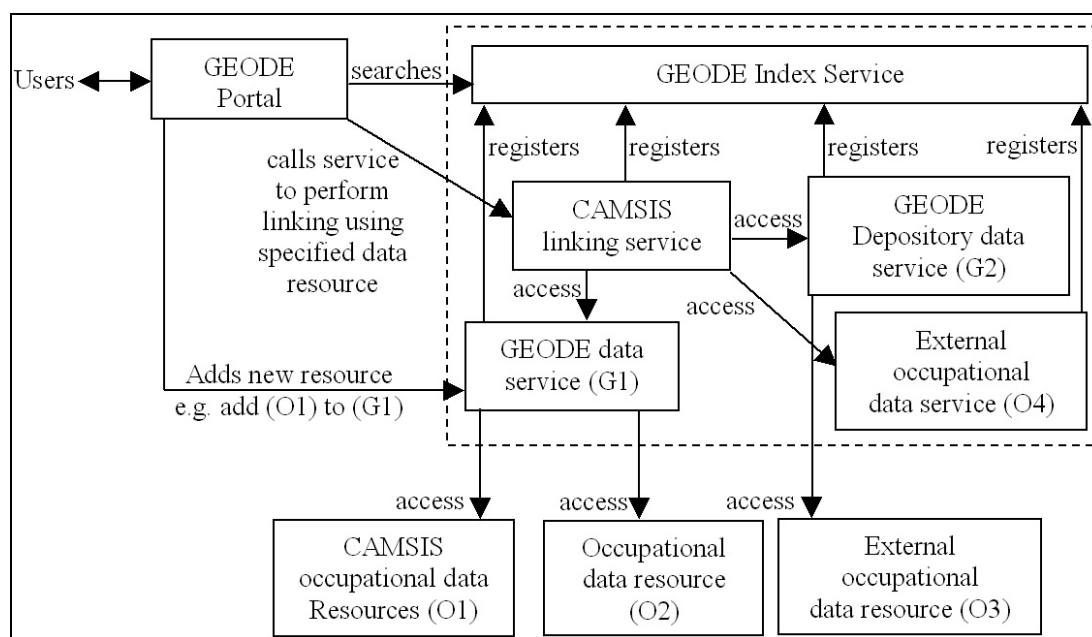 Users
GEODE
Portal
searches
GEODE Index Service
registers
registers
registers
registers
calls service
to perform
linking using
specified data
resource
CAMSIS
linking service
access
GEODE
Depository data
service (G2)
access
access
GEODE data
service (G1)
External
occupational
data service (O4)
Adds new resource
e.g. add (O1) to (G1)
access
access
access
CAMSIS
occupational data
Resources (O1)
Occupational
data resource
(O2)
External
occupational
data resource (O3)